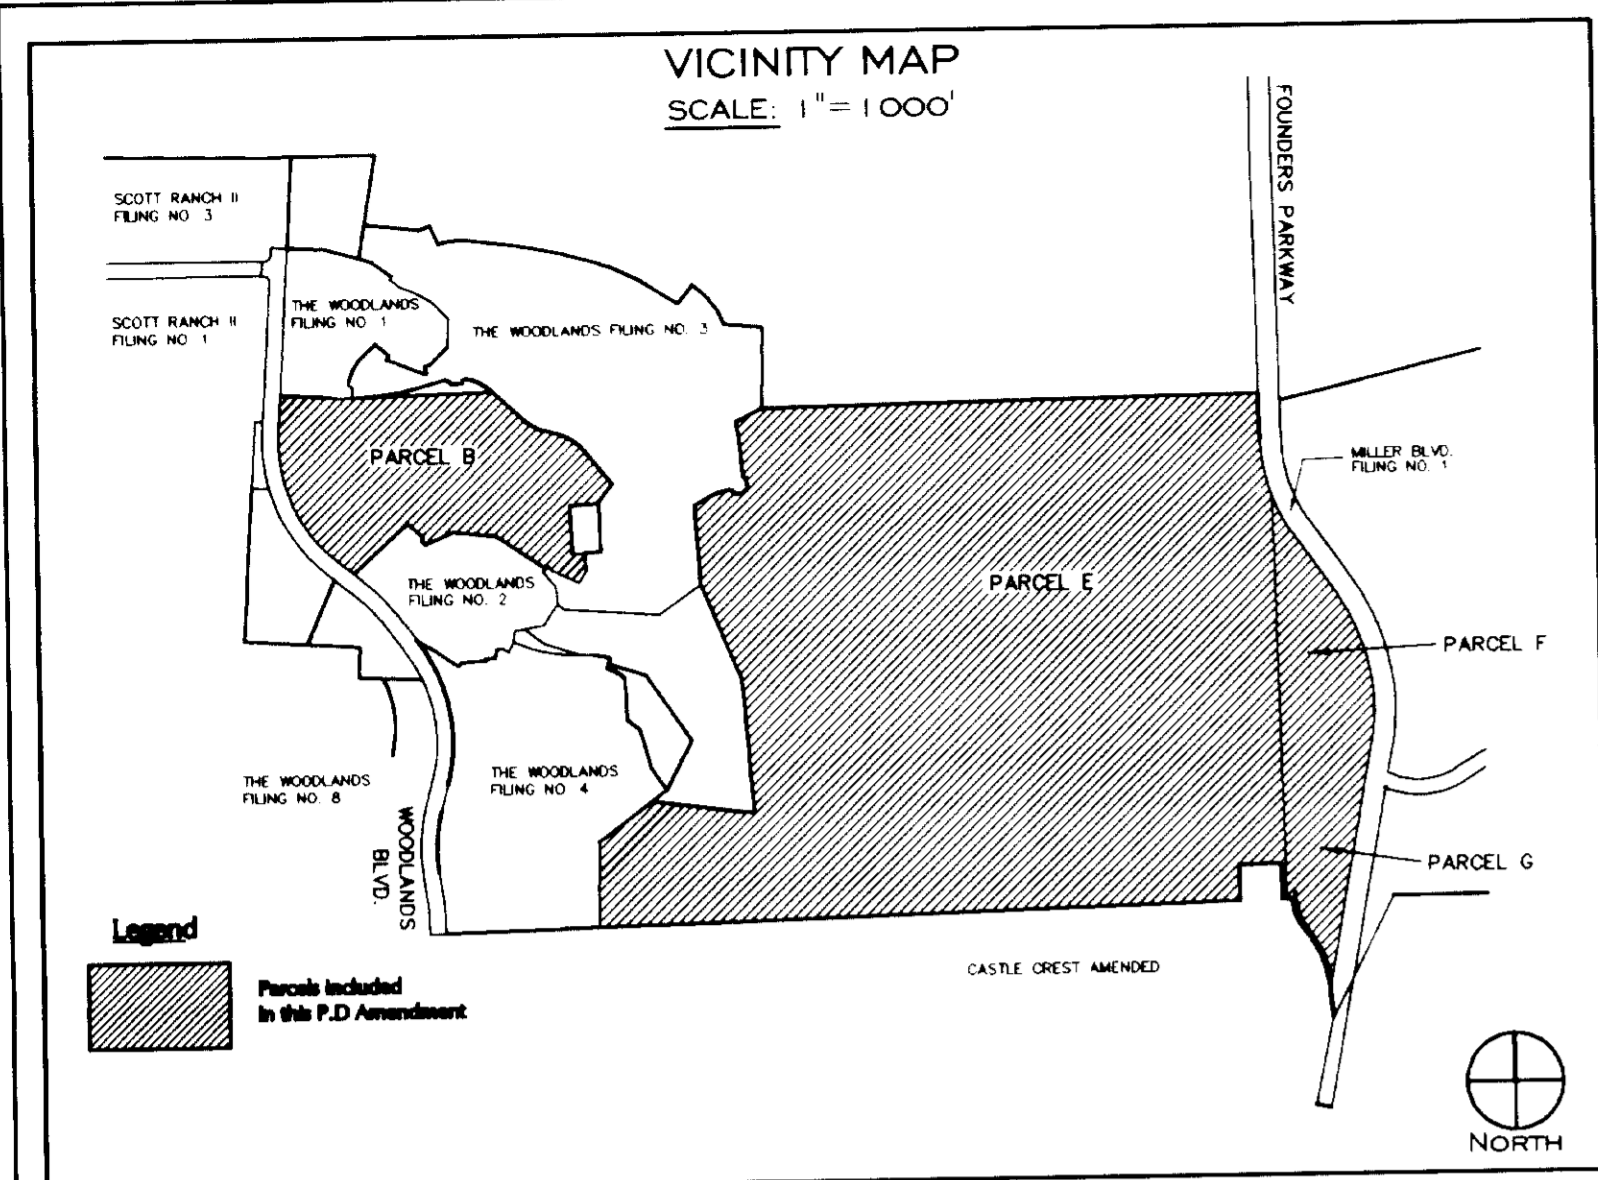 VICINITY MAP
SCALE: 1"=1000'
FOUNDERS PARKWAY
SCOTT RANCH II
FILING NO 3
SCOTT RANCH II
FILING NO 1
THE WOODLANDS
FILING NO 1
THE WOODLANDS FILING NO. 3
PARCEL B
MILLER BLVD.
FILING NO. 1
THE WOODLANDS
FILING NO. 2
PARCEL E
PARCEL F
THE WOODLANDS
FILING NO. 8
THE WOODLANDS
FILING NO 4
WOODLANDS
BLVD.
PARCEL G
Legend
Parcels included
in this P.D Amendment
CASTLE CREST AMENDED
NORTH